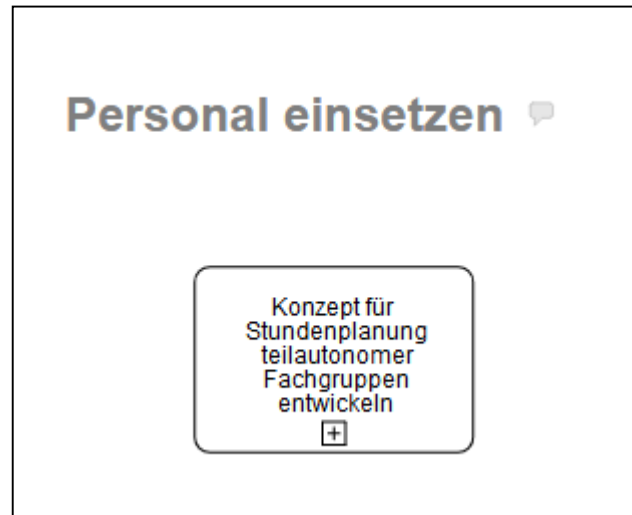 Personal einsetzen
Konzept für
Stundenplanung
teilautonomer
Fachgruppen
entwickeln